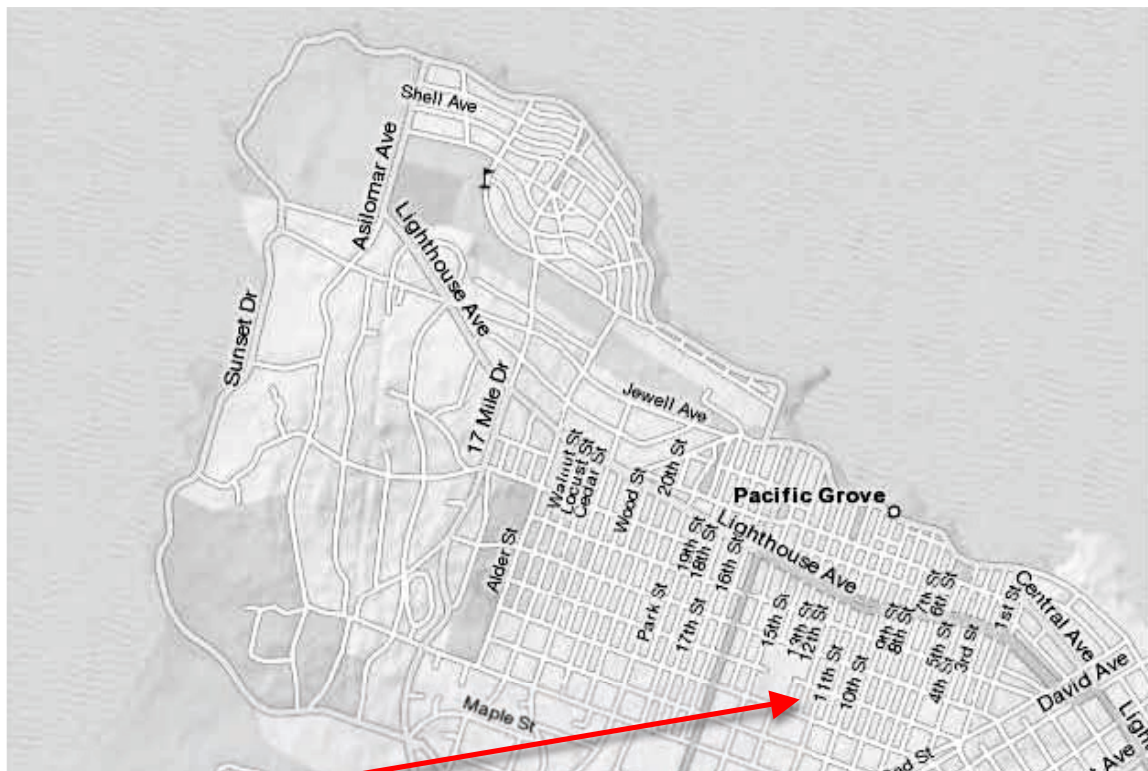 Shell Ave
Asilomar Ave
Lighthouse Ave
Sunset Dr
17 Mile Dr
Jewell Ave
Walnut St
Locust St
Cedar St
Wood St
20th St
Pacific Grove
Lighthouse Ave
Alder St
19th St
18th St
16th St
Park St
17th St
15th St
13th St
12th St
11th St
10th St
9th St
8th St
7th St
6th St
5th St
4th St
3rd St
1st St
Central Ave
David Ave
Maple St